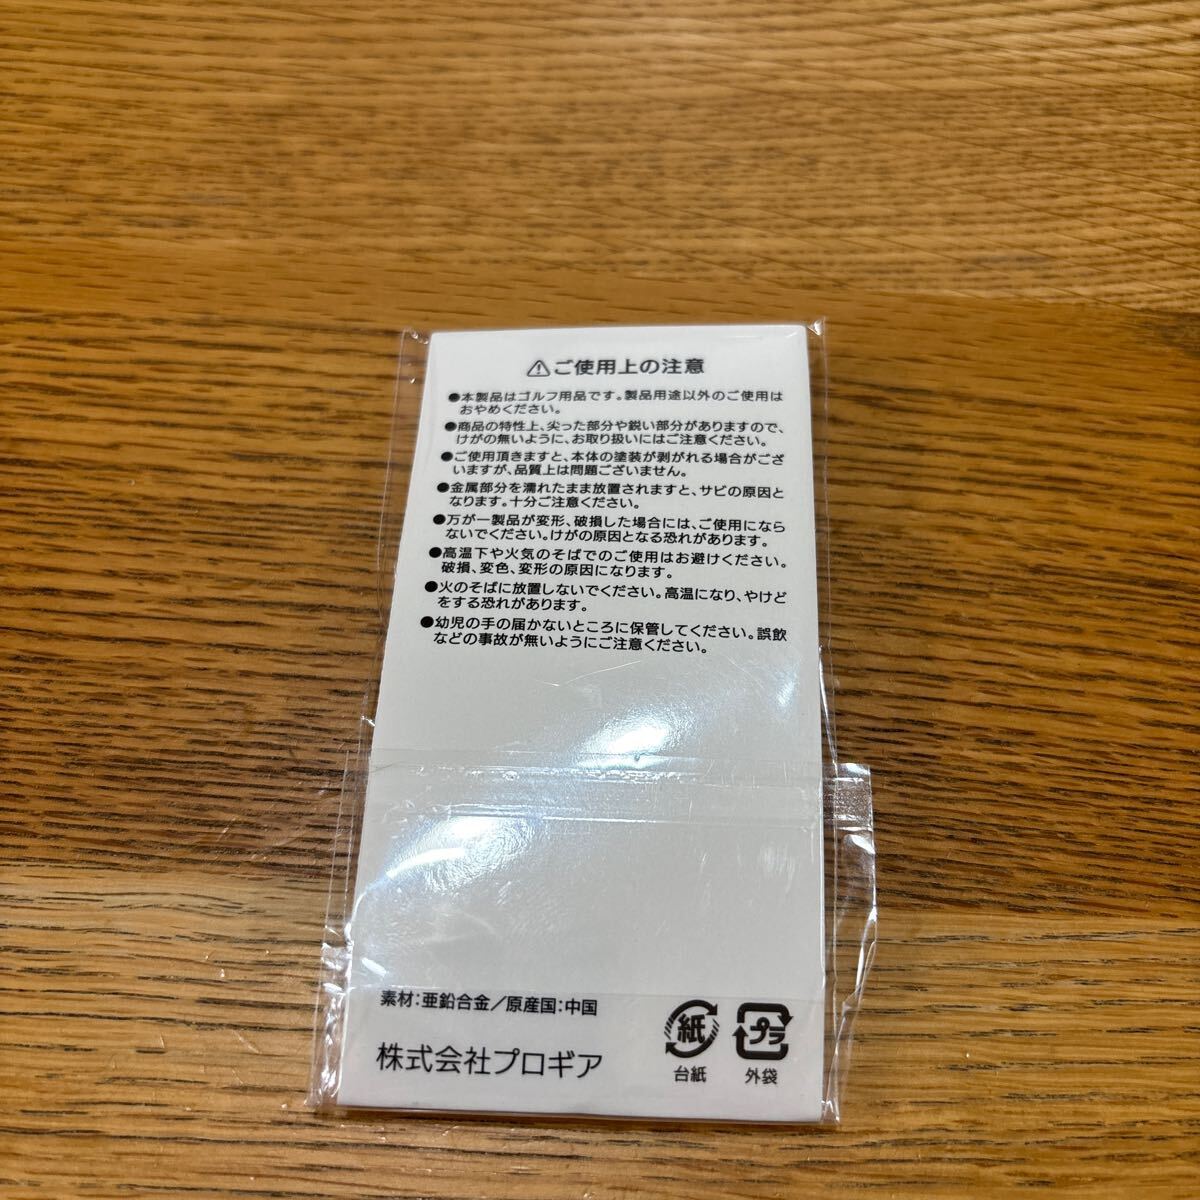 ⚠ご使用上の注意
●本製品はゴルフ用品です。製品用途以外のご使用は
おやめください。
●商品の特性上、尖った部分や鋭い部分がありますので、
けがの無いように、お取り扱いにはご注意ください。
●ご使用頂きますと、本体の塗装が剥がれる場合がござ
いますが、品質上は問題ございません。
●金属部分を濡れたまま放置されますと、サビの原因と
なります。十分ご注意ください。
●万が一製品が変形、破損した場合には、ご使用になら
ないでください。けがの原因となる恐れがあります。
●高温下や火気のそばでのご使用はお避けください。
破損、変色、変形の原因になります。
●火のそばに放置しないでください。高温になり、やけど
をする恐れがあります。
●幼児の手の届かないところに保管してください。誤飲
などの事故が無いようにご注意ください。
素材:亜鉛合金/原産国:中国
株式会社プロギア
紙
台紙
プラ
外袋